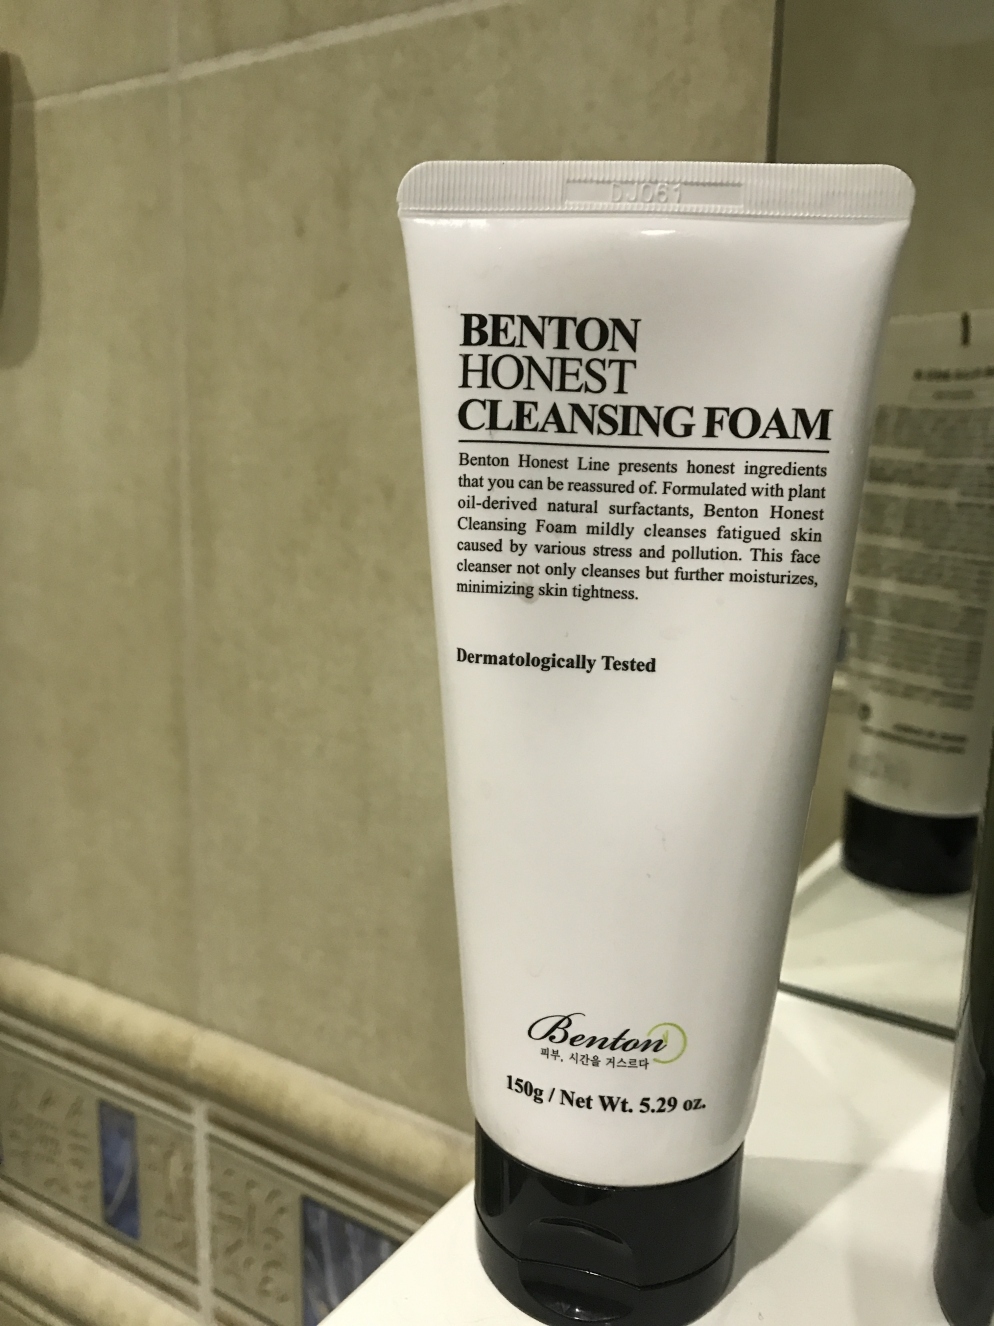 DJ061
BENTON
HONEST
CLEANSING FOAM
Benton Honest Line presents honest ingredients
that you can be reassured of. Formulated with plant
oil-derived natural surfactants, Benton Honest
Cleansing Foam mildly cleanses fatigued skin
caused by various stress and pollution. This face
cleanser not only cleanses but further moisturizes,
minimizing skin tightness.
Dermatologically Tested
Benton
피부, 시간을 거스르다
150g / Net Wt. 5.29 oz.